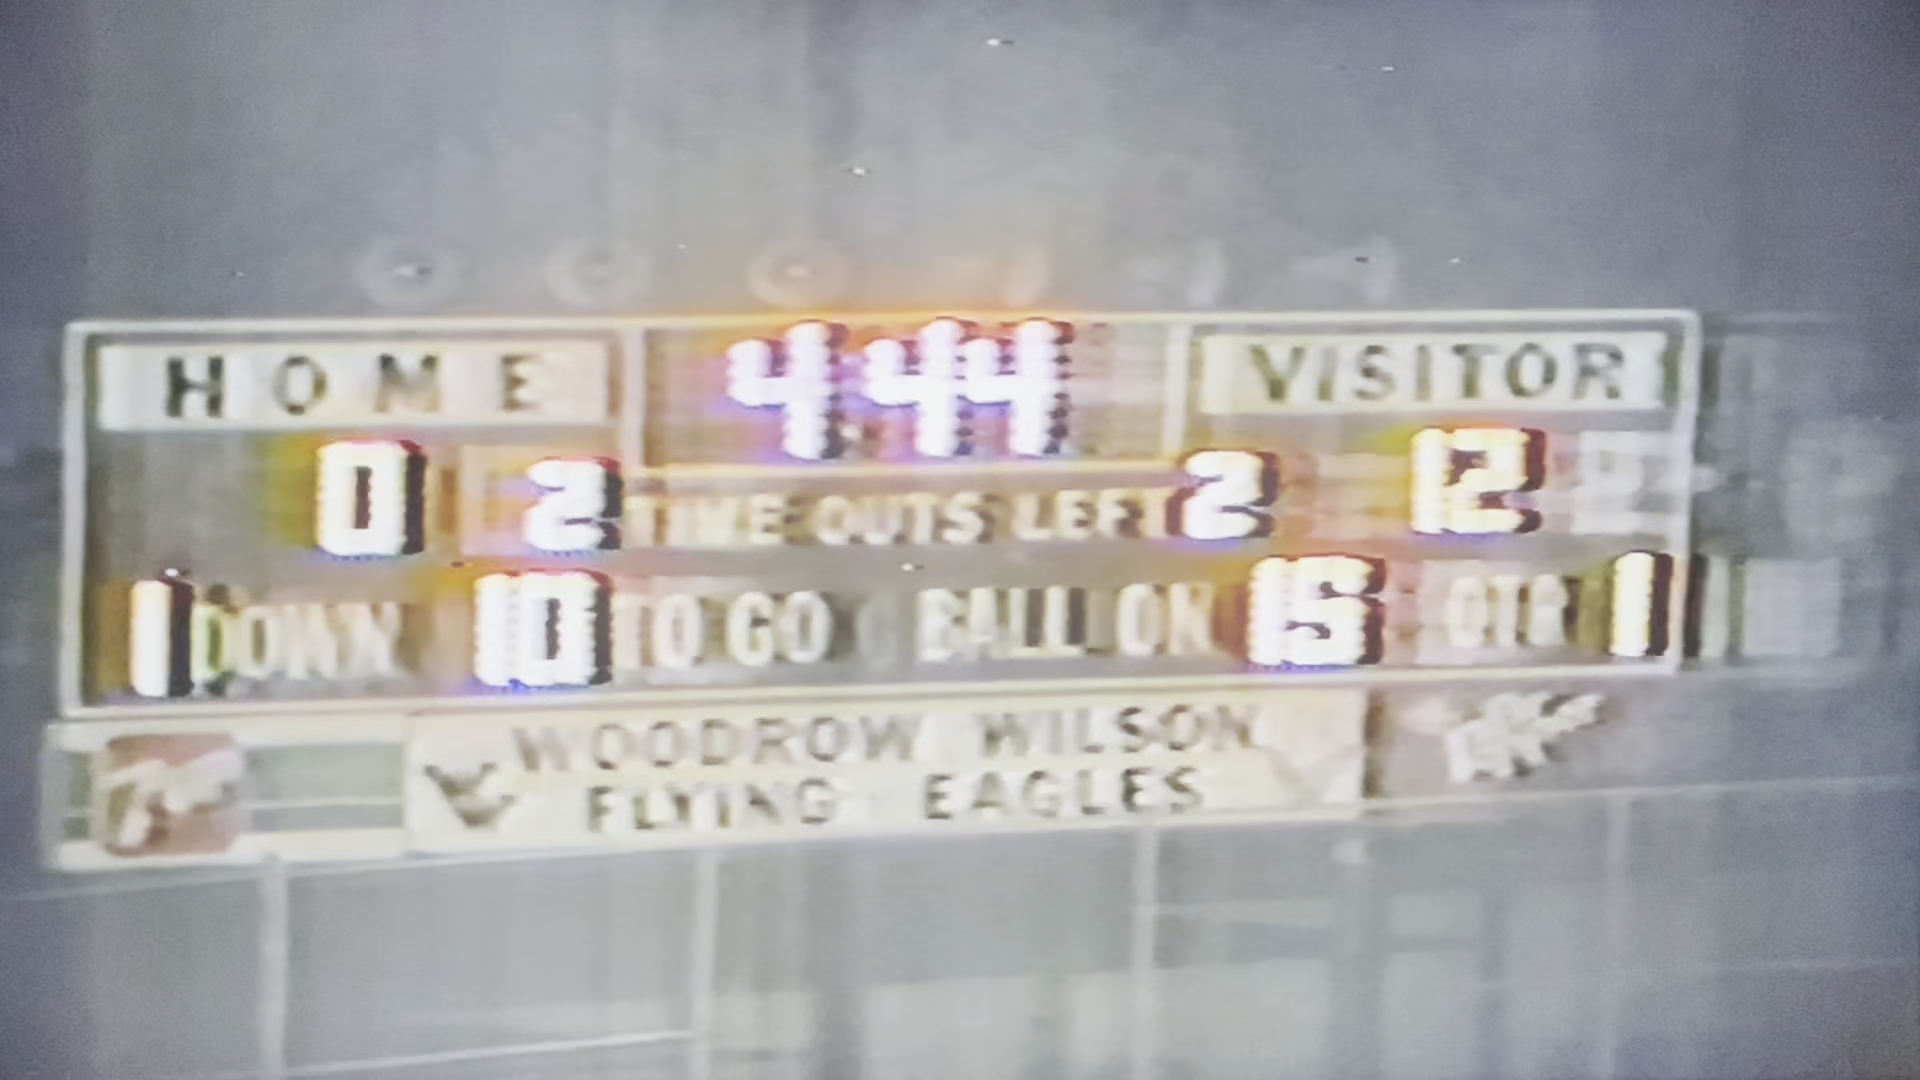 HOME 4 44 VISITOR
0 2 TIME OUTS LEFT 2 12
1 DOWN 10 TO GO BALL ON 15 QTR 1
WOODROW WILSON
FLYING EAGLES